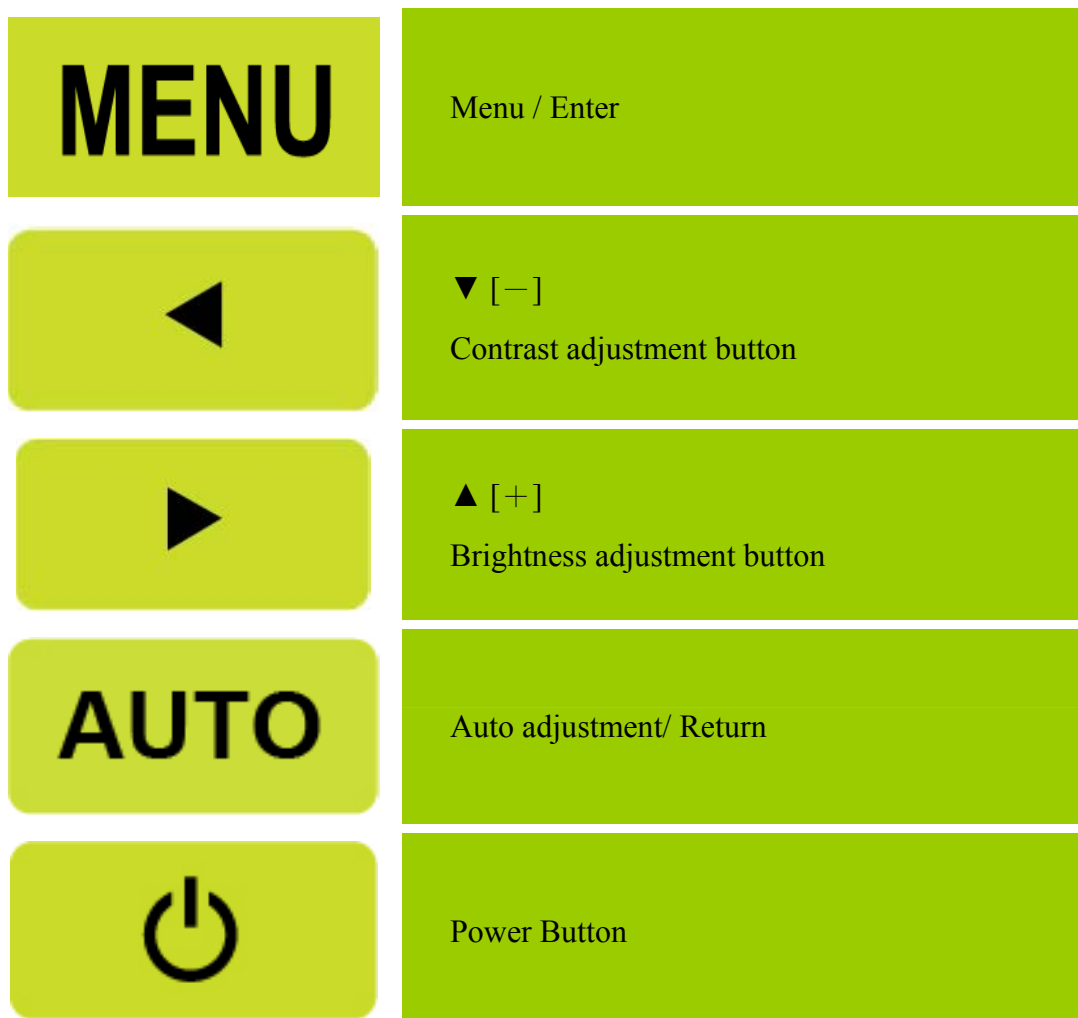 MENU
Menu / Enter
◀
▼ [－]
Contrast adjustment button
▶
▲ [＋]
Brightness adjustment button
AUTO
Auto adjustment/ Return
Power Button